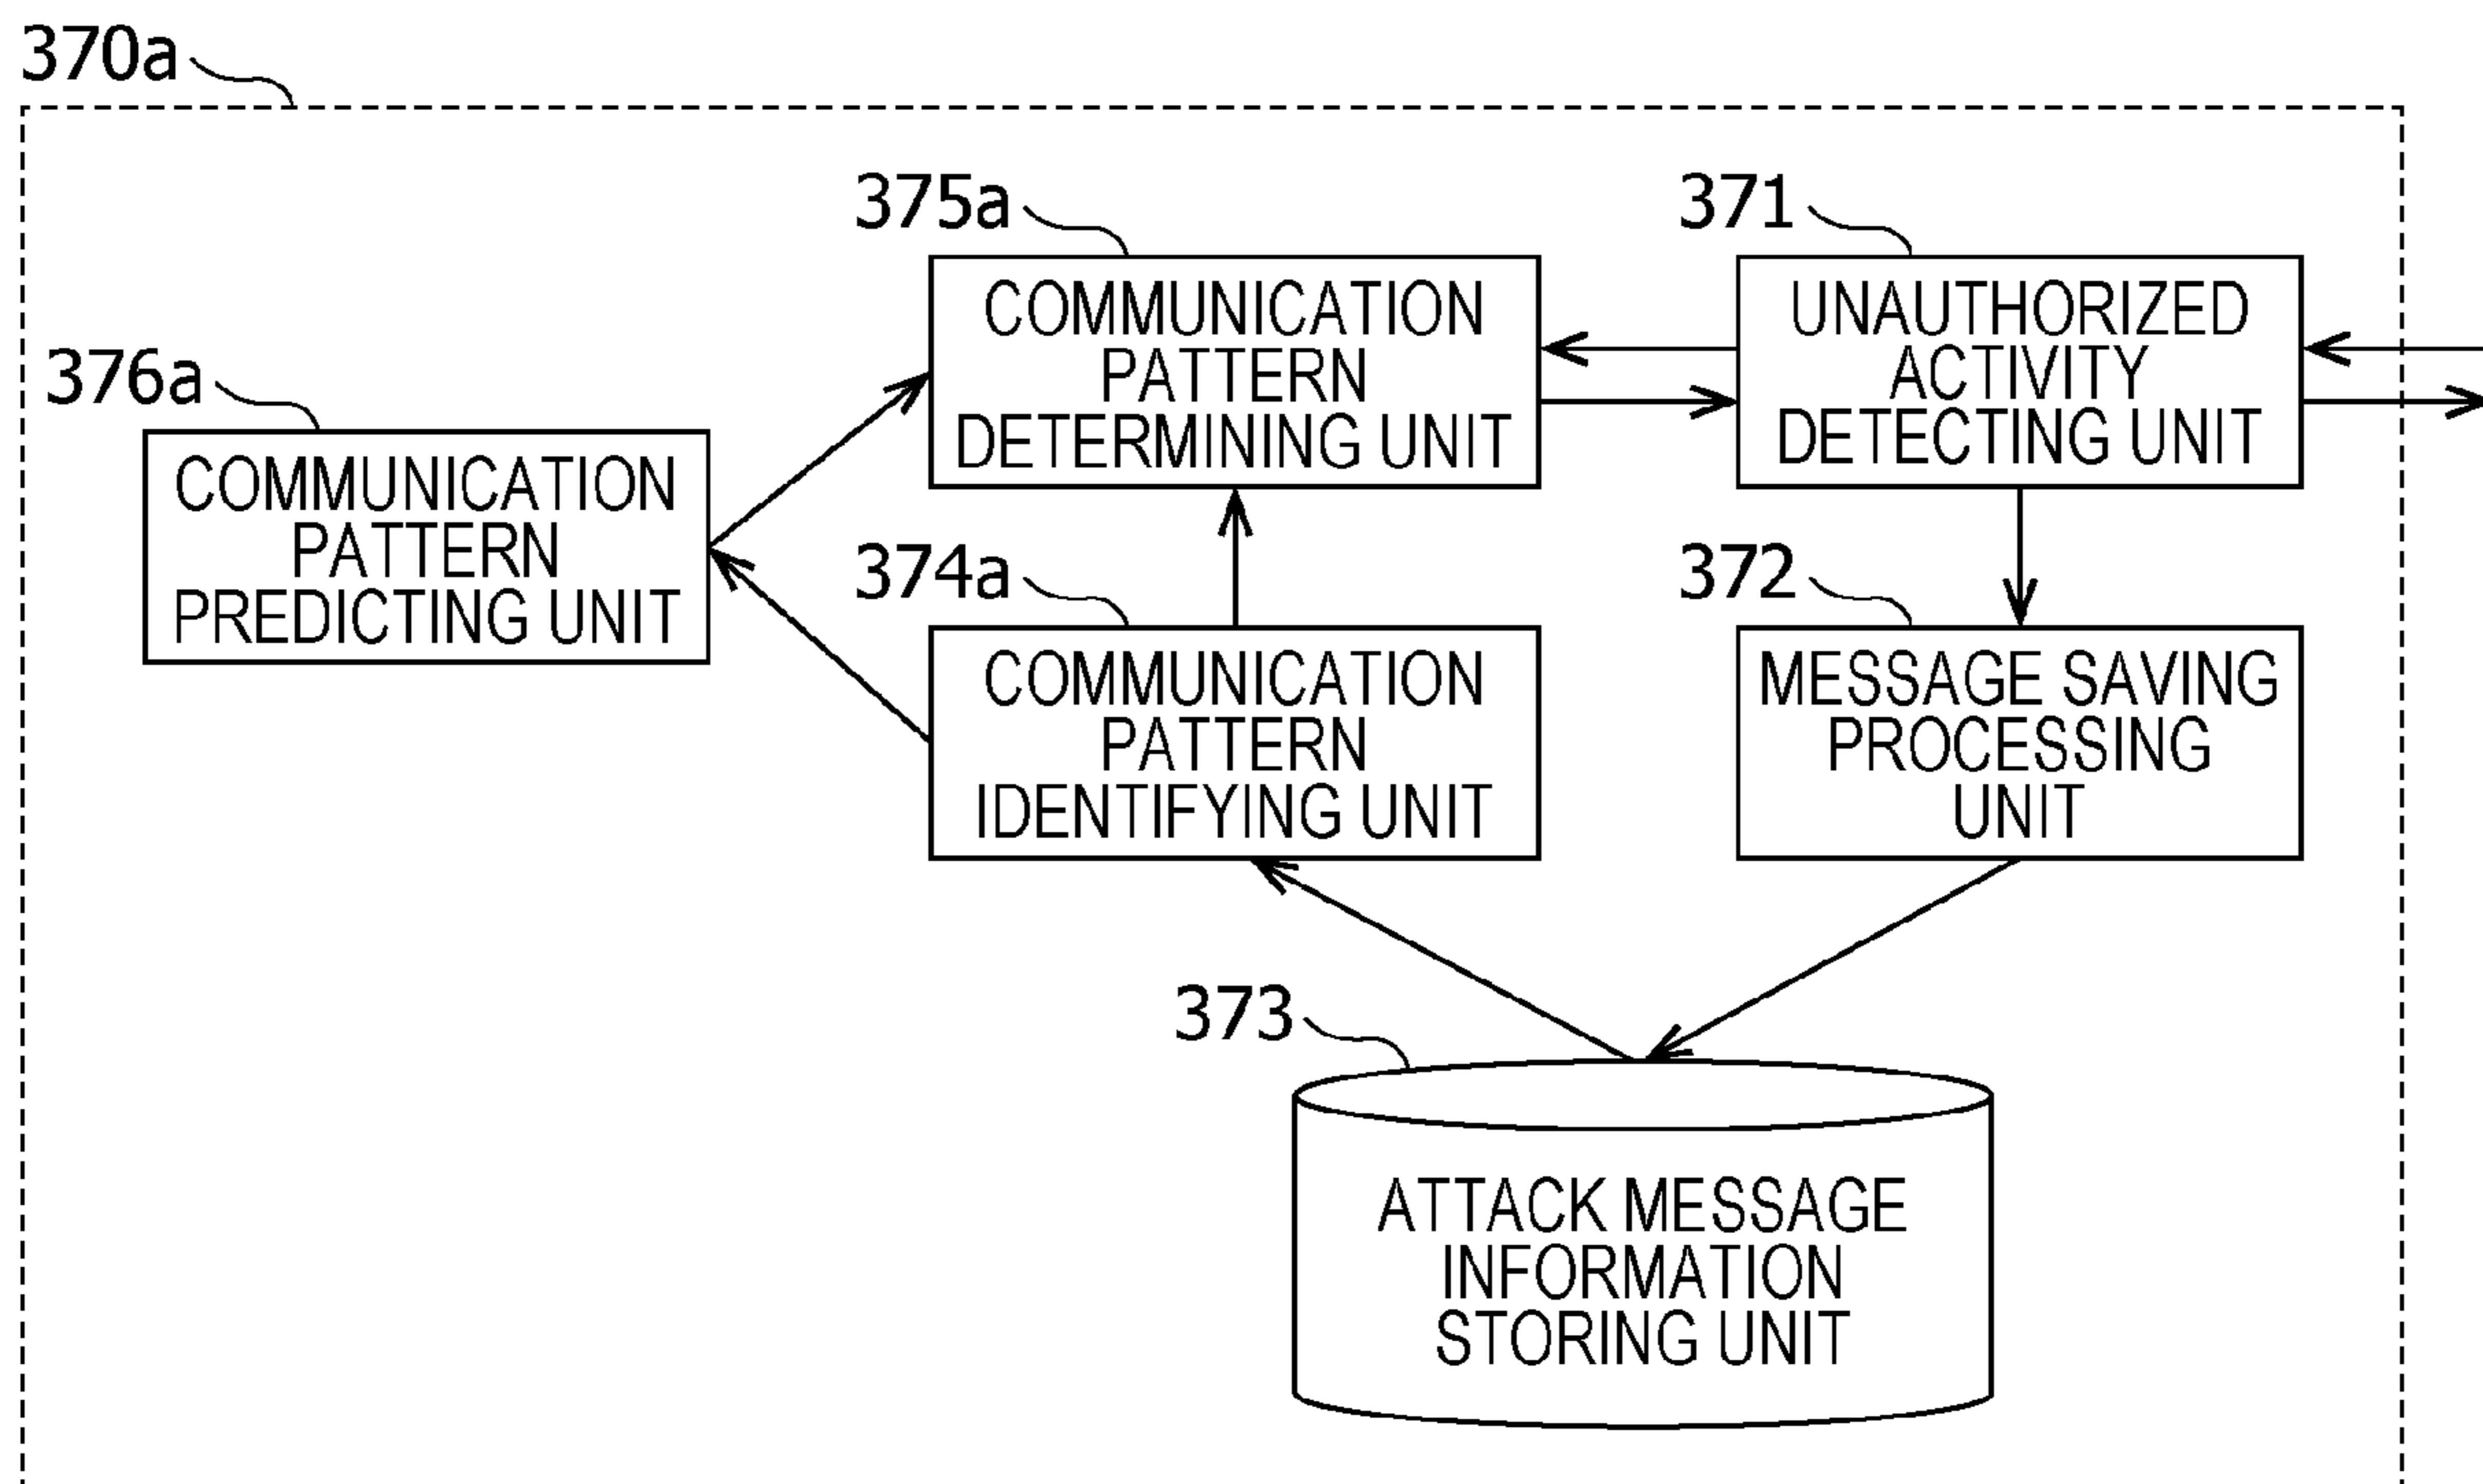 370a
375a
371
COMMUNICATION
PATTERN
DETERMINING UNIT
UNAUTHORIZED
ACTIVITY
DETECTING UNIT
376a
COMMUNICATION
PATTERN
PREDICTING UNIT
374a
372
COMMUNICATION
PATTERN
IDENTIFYING UNIT
MESSAGE SAVING
PROCESSING
UNIT
373
ATTACK MESSAGE
INFORMATION
STORING UNIT